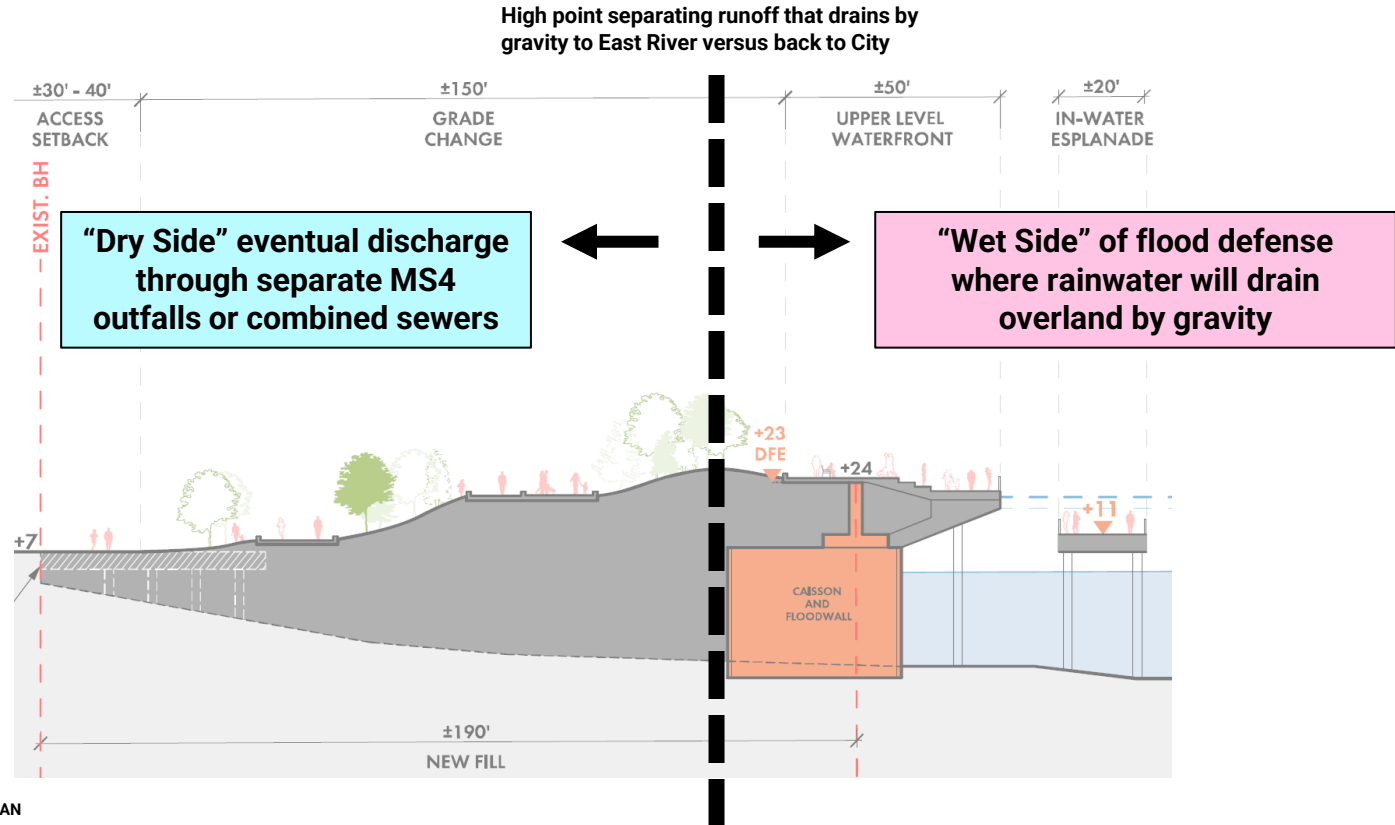 High point separating runoff that drains by
gravity to East River versus back to City
±30' - 40'
ACCESS
SETBACK
±150'
GRADE
CHANGE
±50'
UPPER LEVEL
WATERFRONT
±20'
IN-WATER
ESPLANADE
EXIST. BH
“Dry Side” eventual discharge
through separate MS4
outfalls or combined sewers
“Wet Side” of flood defense
where rainwater will drain
overland by gravity
+23
DFE
+24
+11
+7
CAISSON
AND
FLOODWALL
±190'
NEW FILL
AN